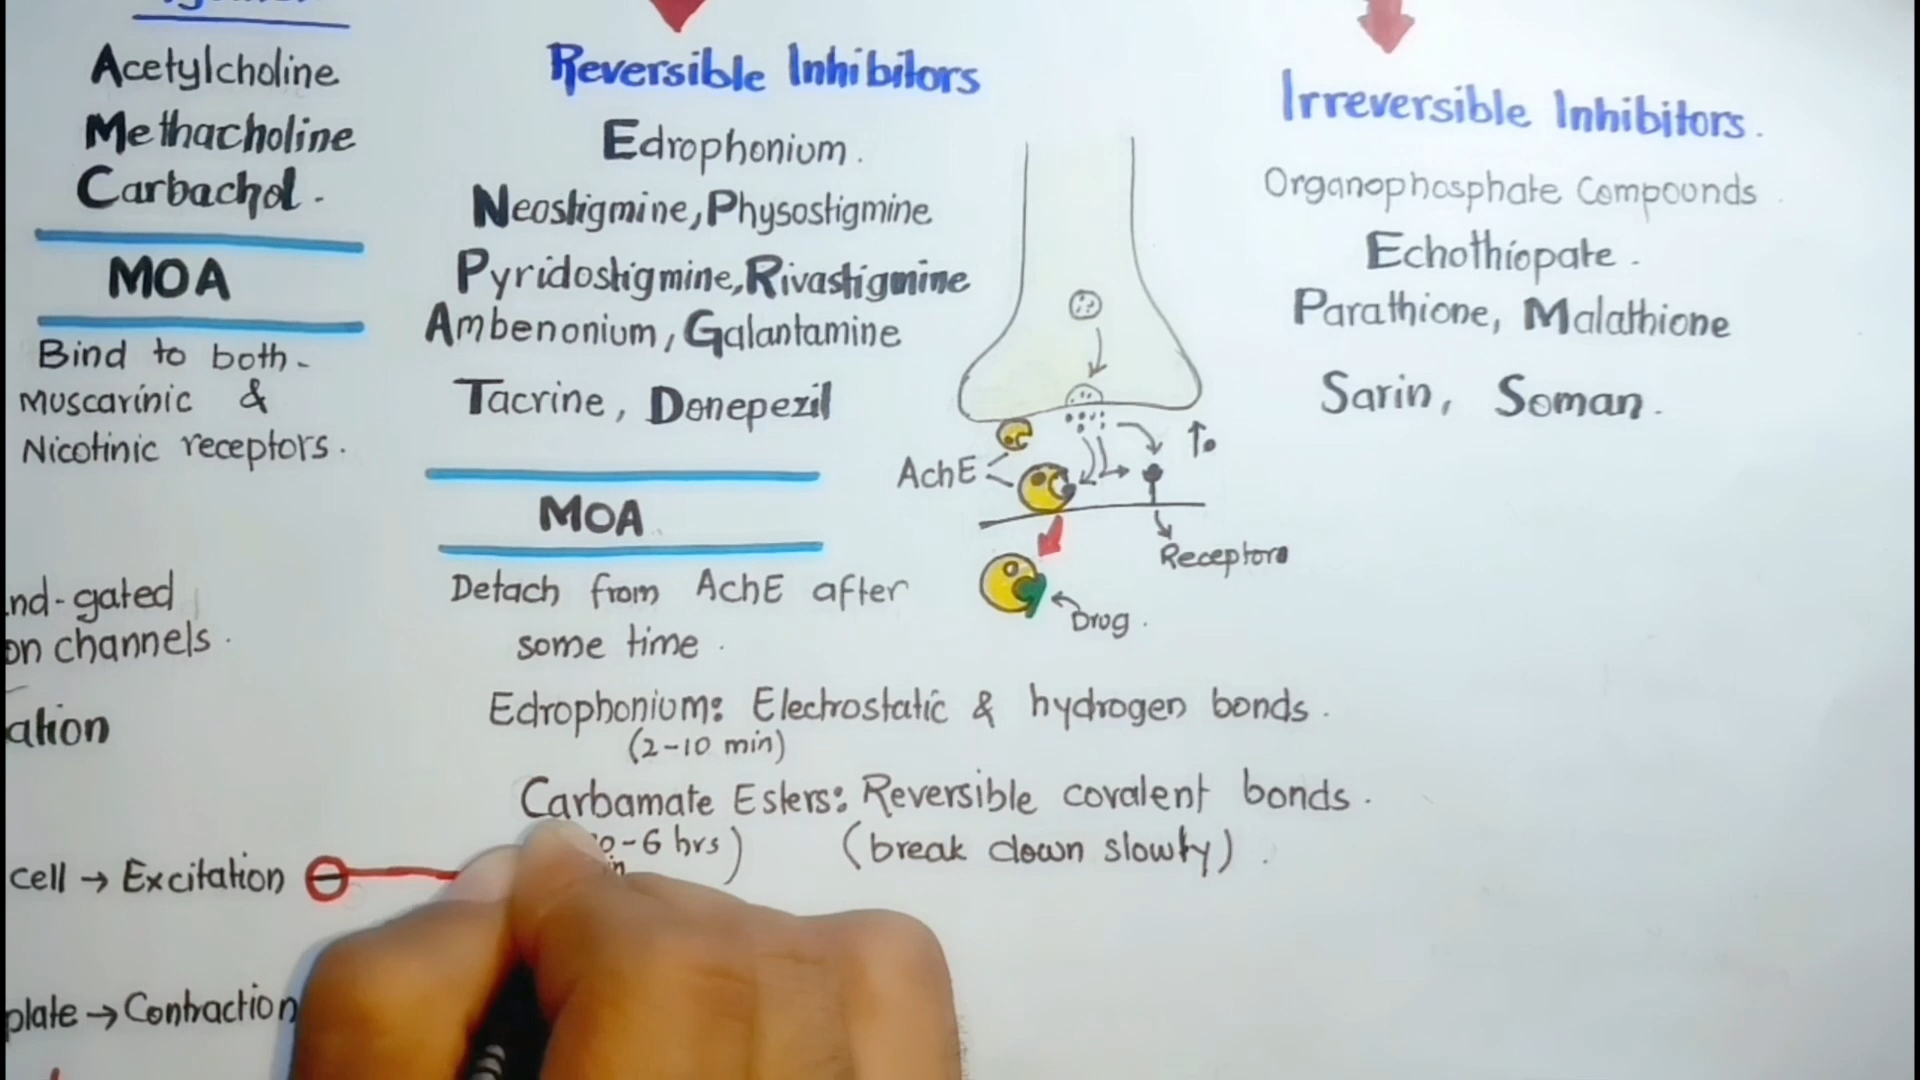 Acetylcholine
Methacholine
Carbachol.
MOA
Bind to both-
muscarinic &
Nicotinic receptors.
nd-gated
on channels.
ation
cell → Excitation
plate → Contraction
Reversible Inhibitors
Edrophonium.
Neostigmine, Physostigmine
Pyridostigmine, Rivastigmine
Ambenonium, Galantamine
Tacrine, Donepezil
MOA
Detach from AchE after
some time.
Edrophonium: Electrostatic & hydrogen bonds.
(2-10 min)
Carbamate Esters: Reversible covalent bonds.
0-6 hrs) (break down slowly).
in
AchE
Receptors
Drug.
Irreversible Inhibitors.
Organophosphate Compounds.
Echothiopate.
Parathione, Malathione
Sarin, Soman.